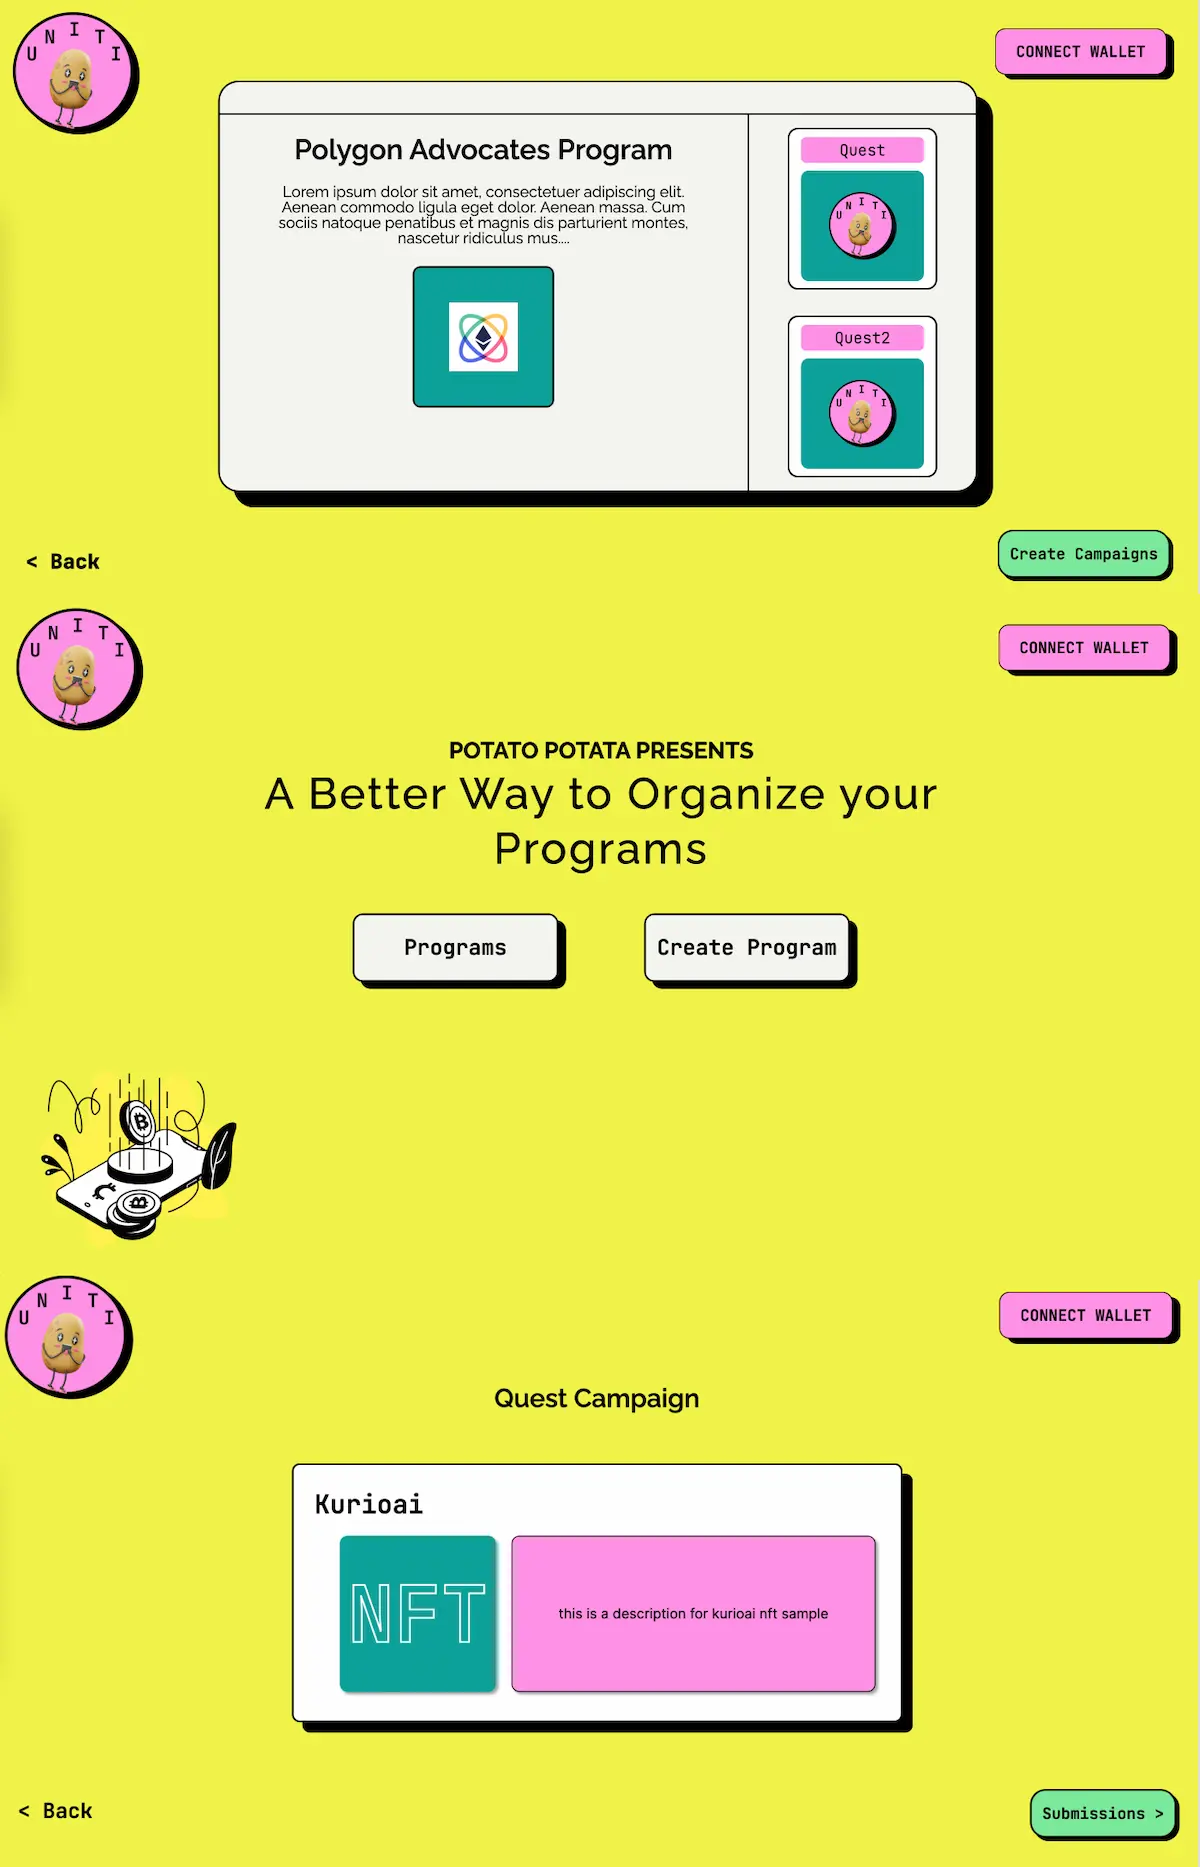 UNITI
CONNECT WALLET
Polygon Advocates Program
Lorem ipsum dolor sit amet, consectetuer adipiscing elit.
Aenean commodo ligula eget dolor. Aenean massa. Cum
sociis natoque penatibus et magnis dis parturient montes,
nascetur ridiculus mus....
Quest
UNITI
Quest2
UNITI
< Back
Create Campaigns
UNITI
CONNECT WALLET
POTATO POTATA PRESENTS
A Better Way to Organize your
Programs
Programs
Create Program
UNITI
CONNECT WALLET
Quest Campaign
Kurioai
NFT
this is a description for kurioai nft sample
< Back
Submissions >